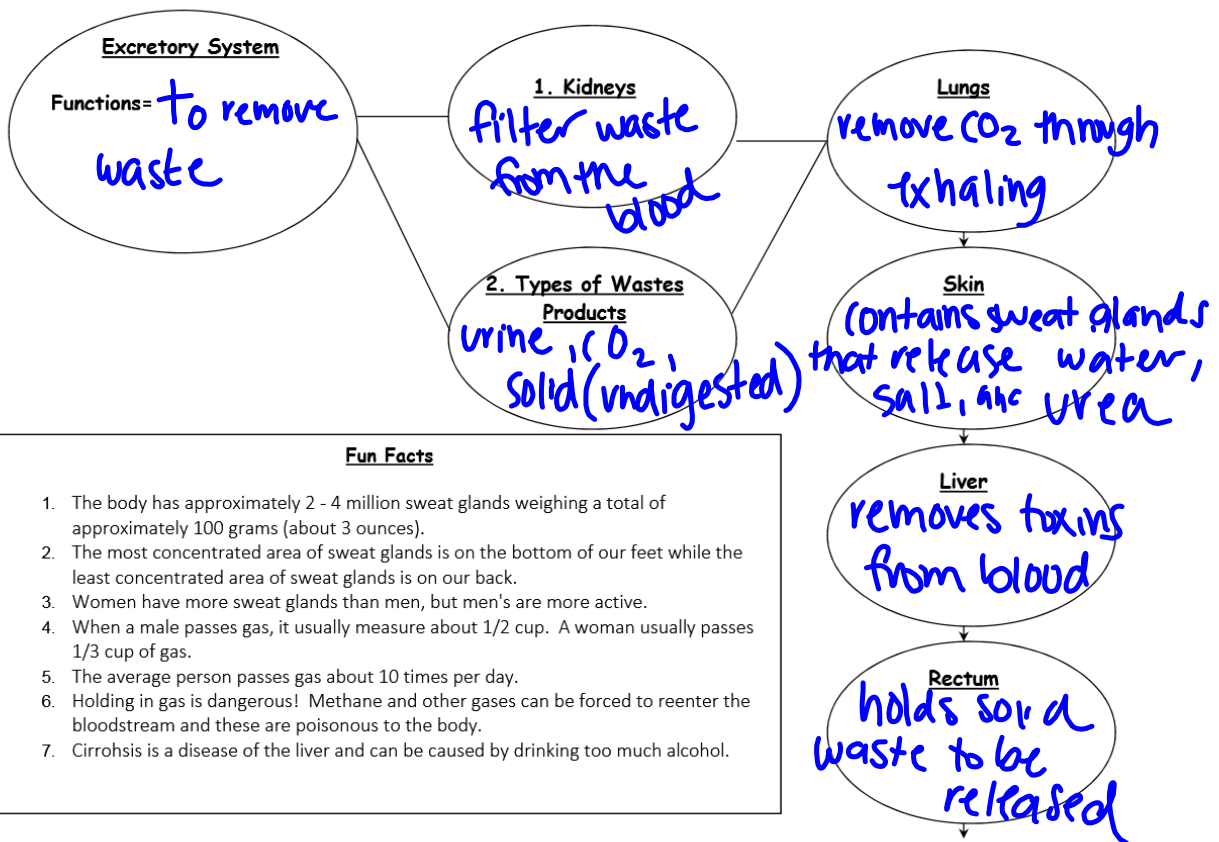 Excretory System
Functions= to remove
waste
1. Kidneys
filter waste
from the
blood
2. Types of Wastes
Products
urine, CO2,
solid (undigested)
Lungs
remove CO2 through
exhaling
Skin
contains sweat glands
that release water,
salt, and urea
Liver
removes toxins
from blood
Rectum
holds solid
waste to be
released
Fun Facts
1. The body has approximately 2 - 4 million sweat glands weighing a total of
approximately 100 grams (about 3 ounces).
2. The most concentrated area of sweat glands is on the bottom of our feet while the
least concentrated area of sweat glands is on our back.
3. Women have more sweat glands than men, but men's are more active.
4. When a male passes gas, it usually measure about 1/2 cup. A woman usually passes
1/3 cup of gas.
5. The average person passes gas about 10 times per day.
6. Holding in gas is dangerous! Methane and other gases can be forced to reenter the
bloodstream and these are poisonous to the body.
7. Cirrohsis is a disease of the liver and can be caused by drinking too much alcohol.